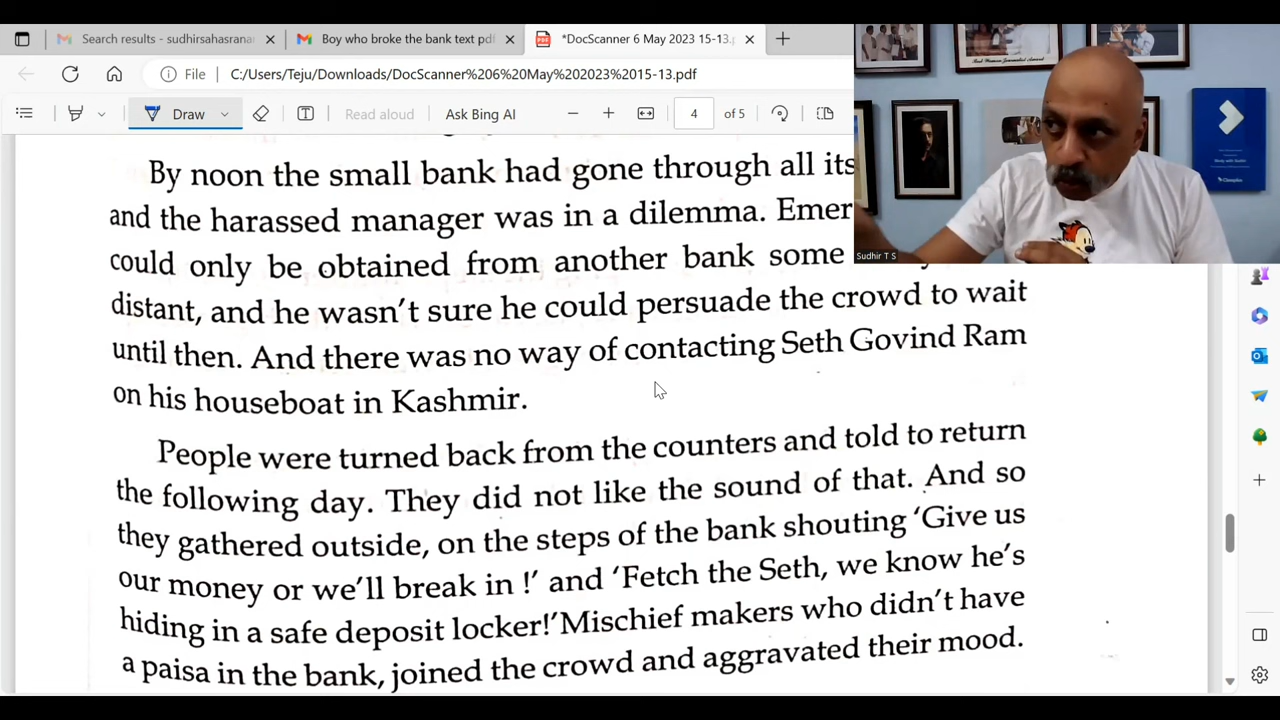 Search results - sudhirsahasrana
Boy who broke the bank text pdf
*DocScanner 6 May 2023 15-13.p
File
C:/Users/Teju/Downloads/DocScanner%206%20May%202023%2015-13.pdf
Draw
Read aloud
Ask Bing AI
4 of 5
Sudhir T S
By noon the small bank had gone through all its
and the harassed manager was in a dilemma. Emer
could only be obtained from another bank some
distant, and he wasn't sure he could persuade the crowd to wait
until then. And there was no way of contacting Seth Govind Ram
on his houseboat in Kashmir.
People were turned back from the counters and told to return
the following day. They did not like the sound of that. And so
they gathered outside, on the steps of the bank shouting 'Give us
our money or we'll break in !' and 'Fetch the Seth, we know he's
hiding in a safe deposit locker!'Mischief makers who didn't have
a paisa in the bank, joined the crowd and aggravated their mood.